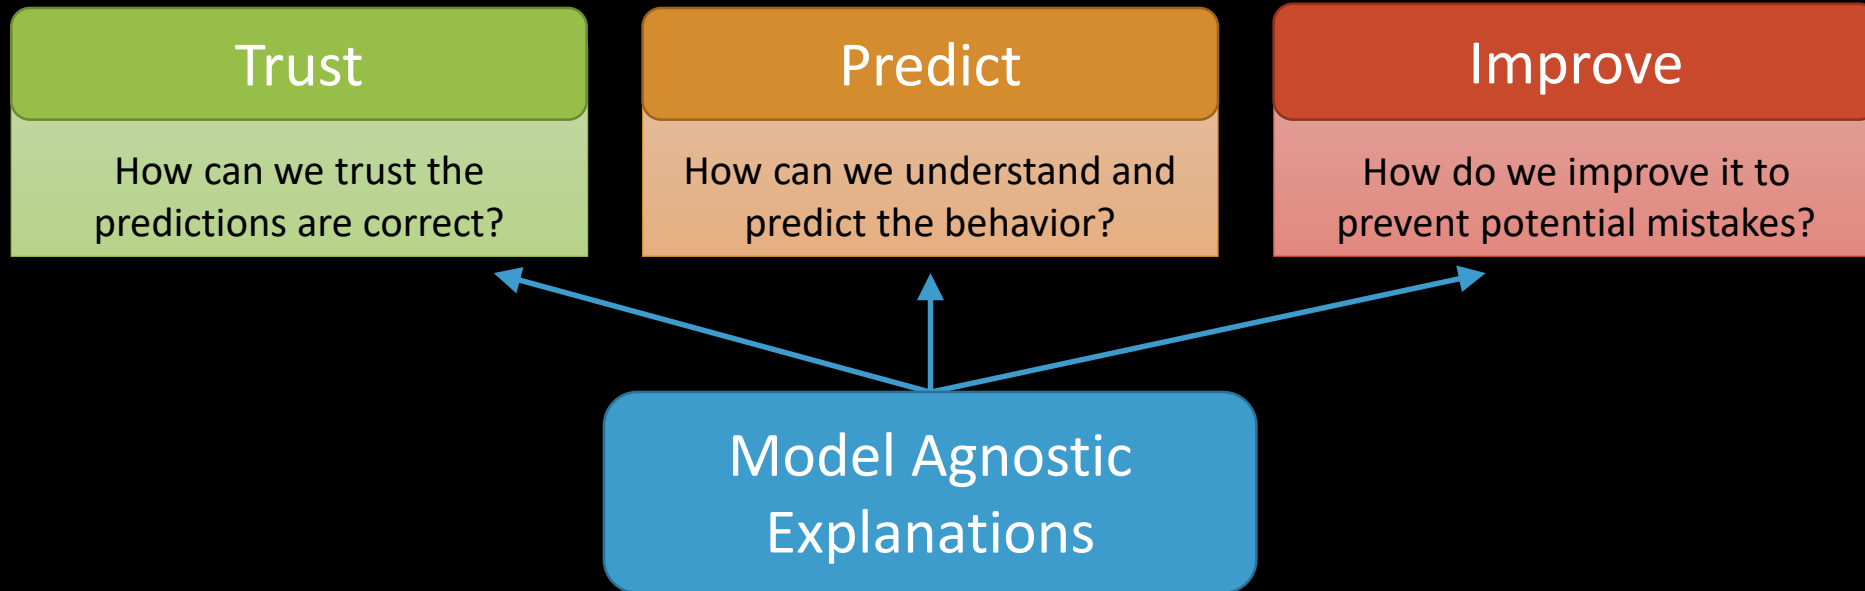 Trust
How can we trust the
predictions are correct?
Predict
How can we understand and
predict the behavior?
Improve
How do we improve it to
prevent potential mistakes?
Model Agnostic
Explanations